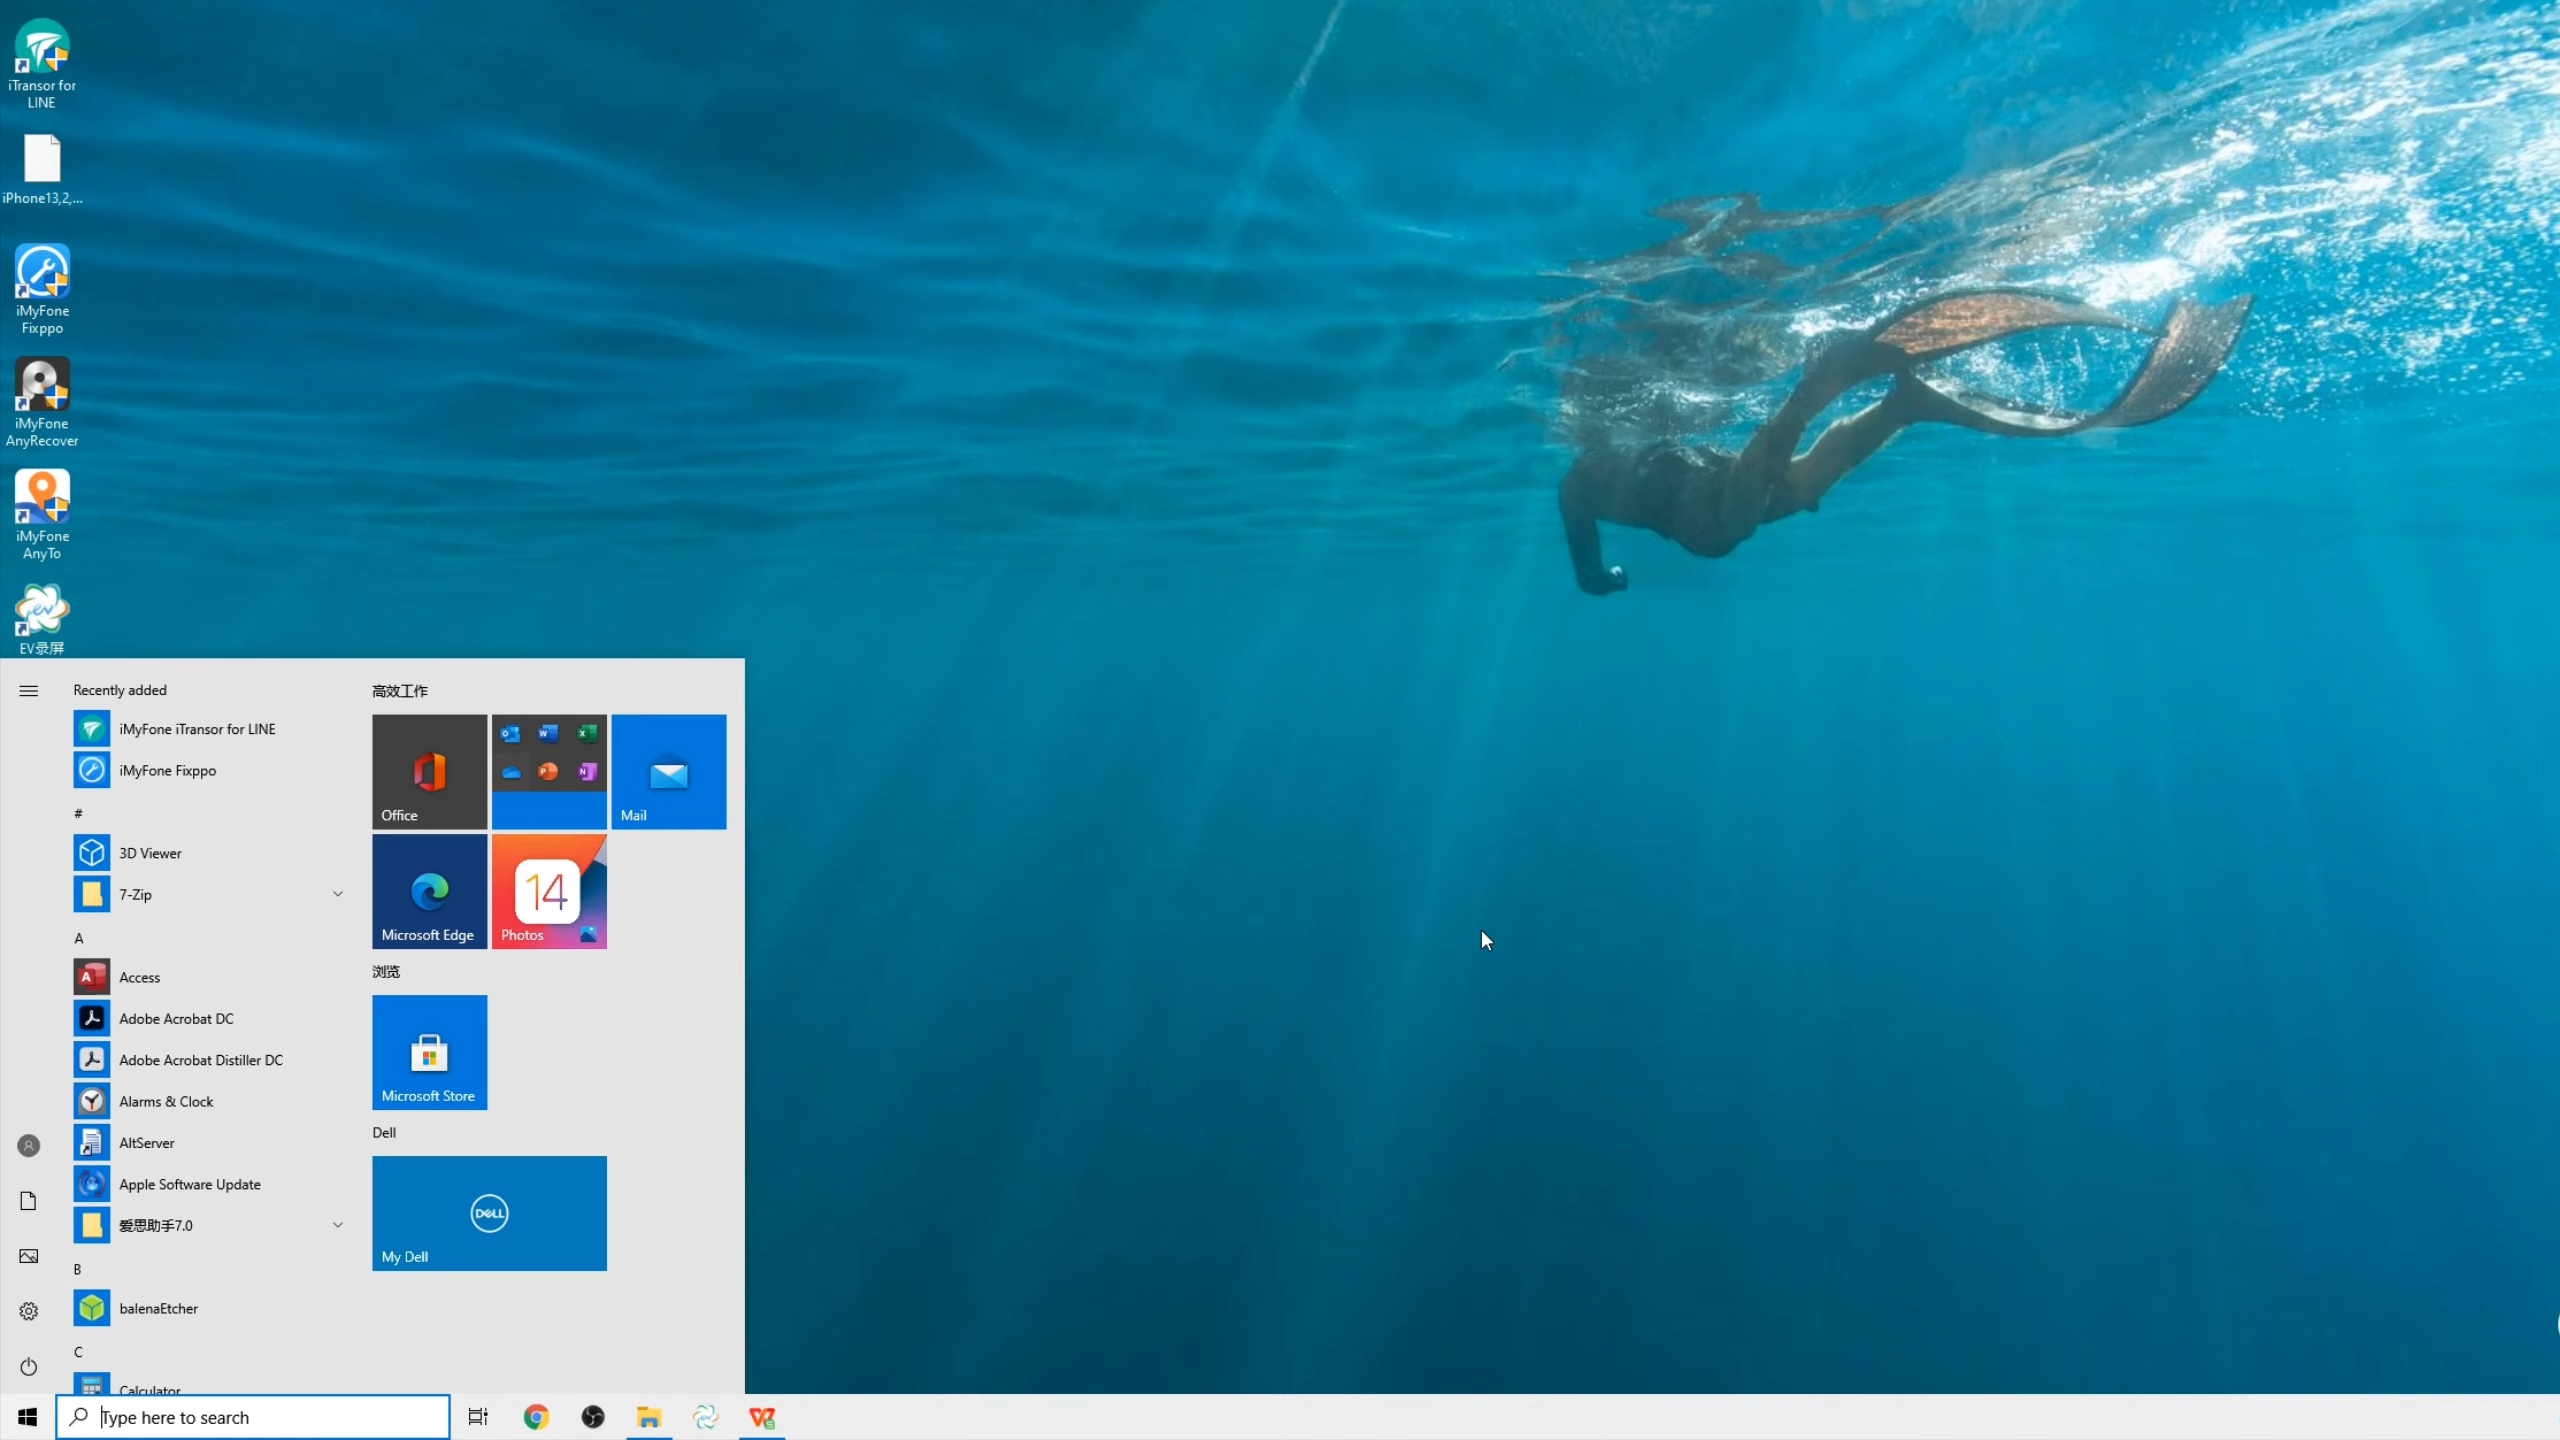 iTransor for
LINE
iPhone13,2,...
iMyFone
Fixppo
iMyFone
AnyRecover
iMyFone
AnyTo
EV录屏
Recently added
iMyFone iTransor for LINE
iMyFone Fixppo
#
3D Viewer
7-Zip
A
Access
Adobe Acrobat DC
Adobe Acrobat Distiller DC
Alarms & Clock
AltServer
Apple Software Update
爱思助手7.0
B
balenaEtcher
C
Calculator
高效工作
Office
Mail
Microsoft Edge
14
Photos
浏览
Microsoft Store
Dell
DELL
My Dell
Type here to search